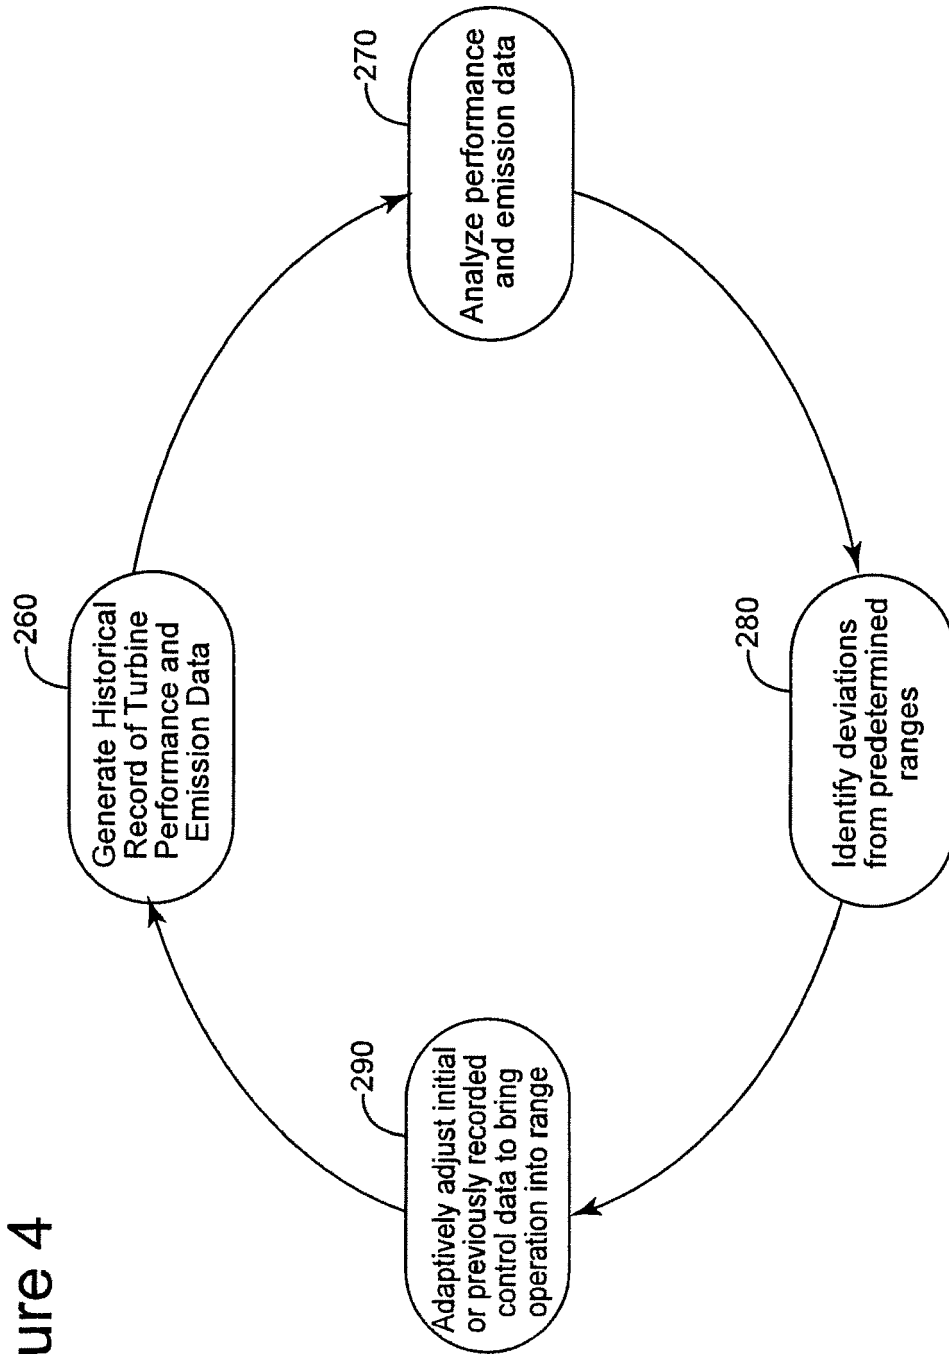 ure 4
260
Generate Historical
Record of Turbine
Performance and
Emission Data
270
Analyze performance
and emission data
280
Identify deviations
from predetermined
ranges
290
Adaptively adjust initial
or previously recorded
control data to bring
operation into range